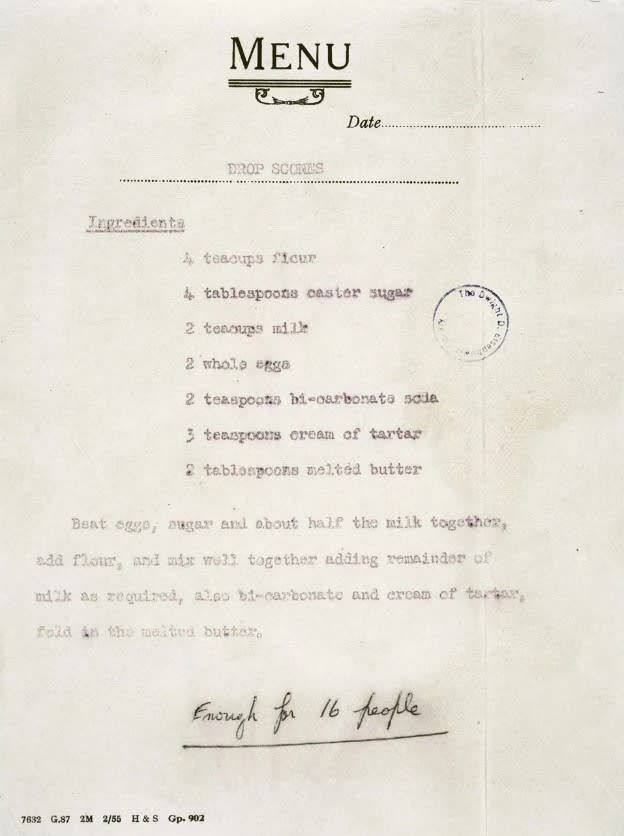 MENU
Date
DROP SCONES
Ingredients
4 teacups flour
4 tablespoons caster sugar
2 teacups milk
The Dwight D. Eisenhower
2 whole eggs
2 teaspoons bi-carbonate soda
3 teaspoons cream of tartar
2 tablespoons melted butter
Beat eggs, sugar and about half the milk together,
add flour, and mix well together adding remainder of
milk as required, also bi-carbonate and cream of tartar,
fold in the melted butter.
Enough for 16 people
7632 G.87 2M 2/55 H & S Gp. 902